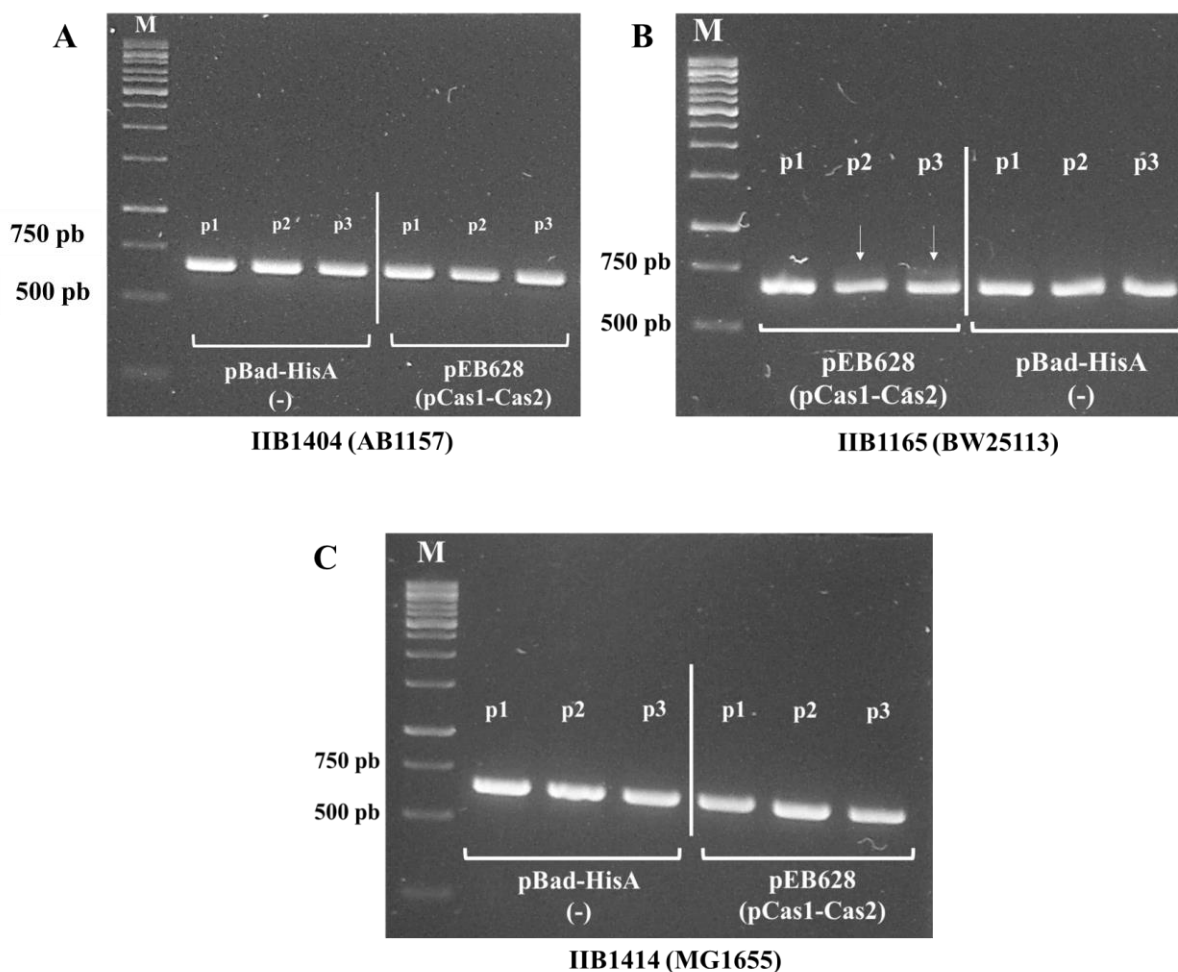 A
M
p1 p2 p3 p1 p2 p3
750 pb
500 pb
pBad-HisA
(-)
pEB628
(pCas1-Cas2)
IIB1404 (AB1157)
B
M
p1 p2 p3 p1 p2 p3
750 pb
500 pb
pEB628
(pCas1-Cas2)
pBad-HisA
(-)
IIB1165 (BW25113)
C
M
p1 p2 p3 p1 p2 p3
750 pb
500 pb
pBad-HisA
(-)
pEB628
(pCas1-Cas2)
IIB1414 (MG1655)